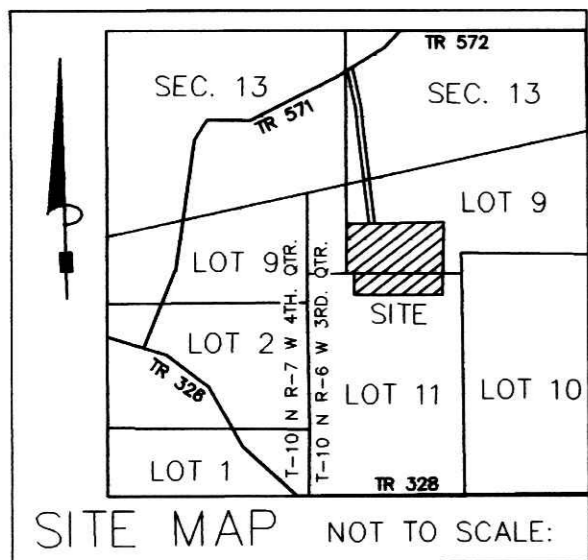 TR 572
SEC. 13
SEC. 13
TR 571
LOT 9
LOT 9
T-10 N R-7 W 4TH. QTR.
T-10 N R-6 W 3RD. QTR.
SITE
LOT 2
TR 328
LOT 11
LOT 10
LOT 1
TR 328
SITE MAP NOT TO SCALE: